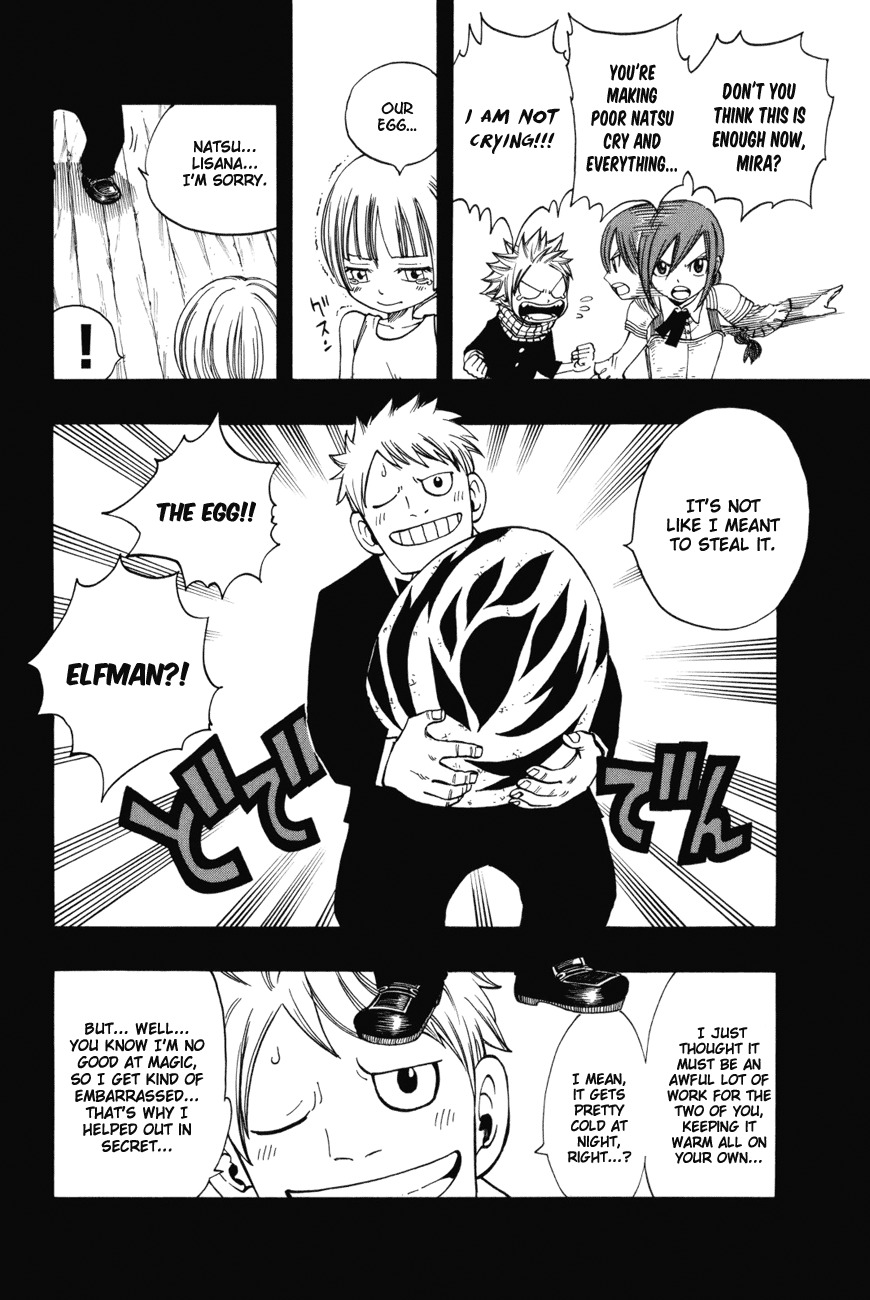 DON'T YOU
THINK THIS IS
ENOUGH NOW,
MIRA?
YOU'RE
MAKING
POOR NATSU
CRY AND
EVERYTHING...
I AM NOT
CRYING!!!
OUR
EGG...
グス…
NATSU...
LISANA...
I'M SORRY.
!
IT'S NOT
LIKE I MEANT
TO STEAL IT.
THE EGG!!
ELFMAN?!
どでで
でん
I JUST
THOUGHT IT
MUST BE AN
AWFUL LOT OF
WORK FOR THE
TWO OF YOU,
KEEPING IT
WARM ALL ON
YOUR OWN...
I MEAN,
IT GETS
PRETTY
COLD AT
NIGHT,
RIGHT...?
BUT... WELL...
YOU KNOW I'M NO
GOOD AT MAGIC,
SO I GET KIND OF
EMBARRASSED...
THAT'S WHY I
HELPED OUT IN
SECRET...